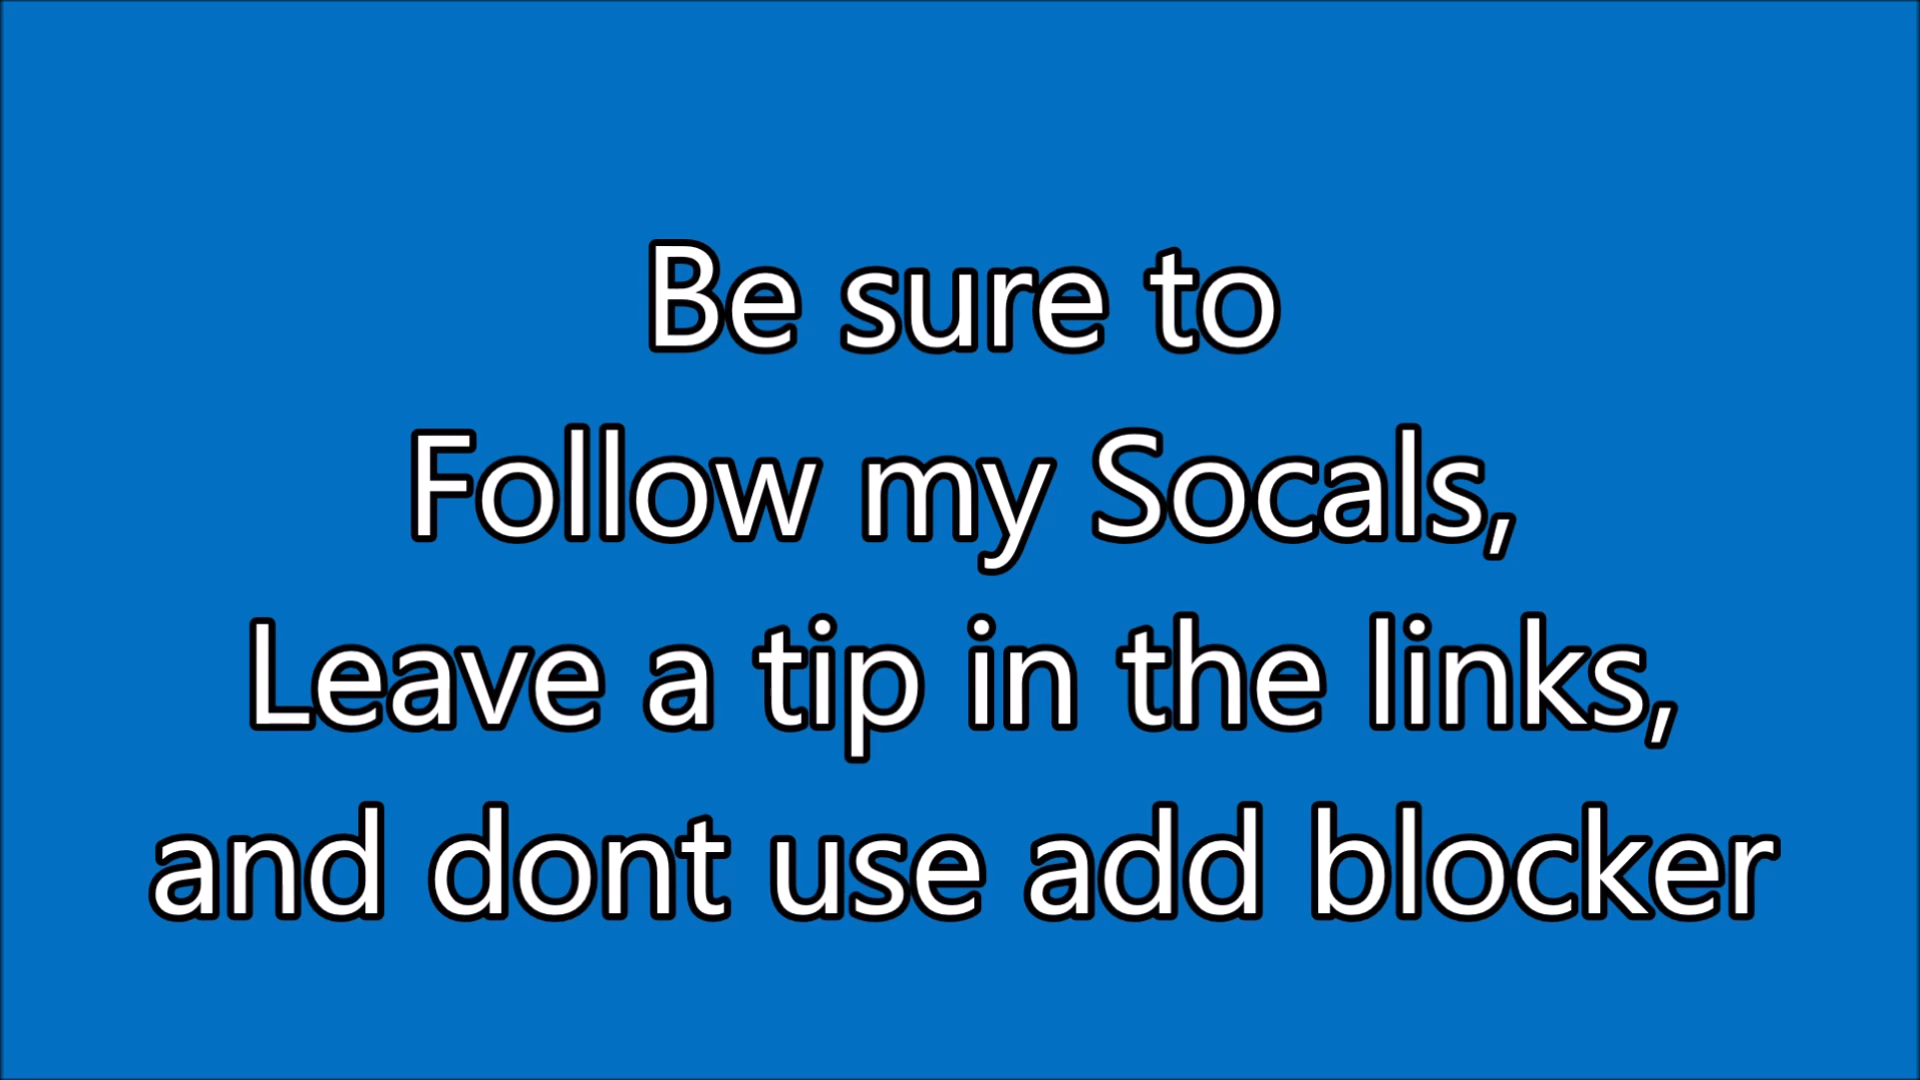 Be sure to
Follow my Socals,
Leave a tip in the links,
and dont use add blocker